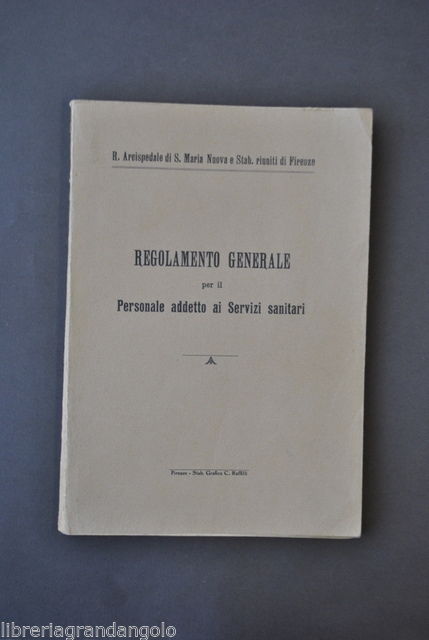 R. Arcispedale di S. Maria Nuova e Stab. riuniti di Firenze
REGOLAMENTO GENERALE
per il
Personale addetto ai Servizi sanitari
Firenze - Stab. Grafico C. Ruffilli
libreriagrandangolo